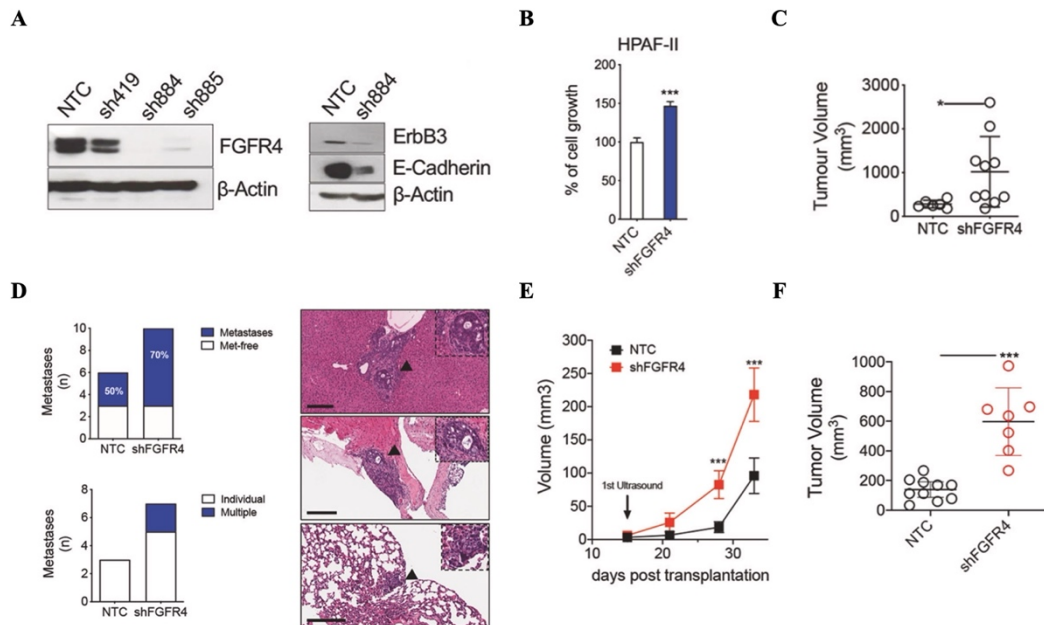 A
NTC
sh419
sh884
sh885
FGFR4
β-Actin
NTC
sh884
ErbB3
E-Cadherin
β-Actin
B
HPAF-II
% of cell growth
200
150
100
50
0
***
NTC
shFGFR4
C
Tumour Volume
(mm³)
3000
2000
1000
0
*
NTC
shFGFR4
D
Metastases
(n)
10
8
6
4
2
0
50%
70%
Metastases
Met-free
NTC
shFGFR4
Metastases
(n)
8
6
4
2
0
Individual
Multiple
NTC
shFGFR4
E
Volume (mm3)
300
250
200
150
100
50
0
NTC
shFGFR4
1st Ultrasound
***
***
10
20
30
days post transplantation
F
Tumor Volume
(mm³)
1000
800
600
400
200
0
***
NTC
shFGFR4